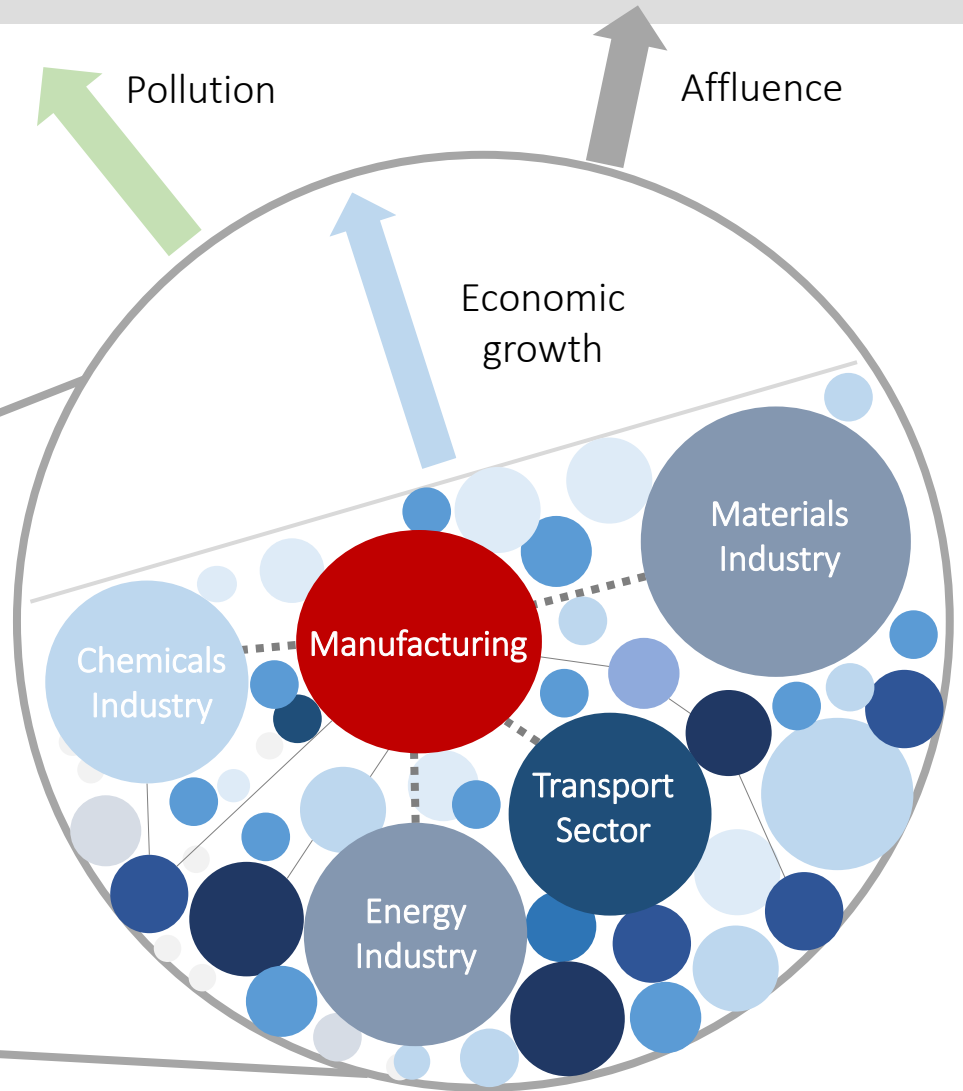 Pollution
Affluence
Economic
growth
Materials
Industry
Manufacturing
Chemicals
Industry
Transport
Sector
Energy
Industry